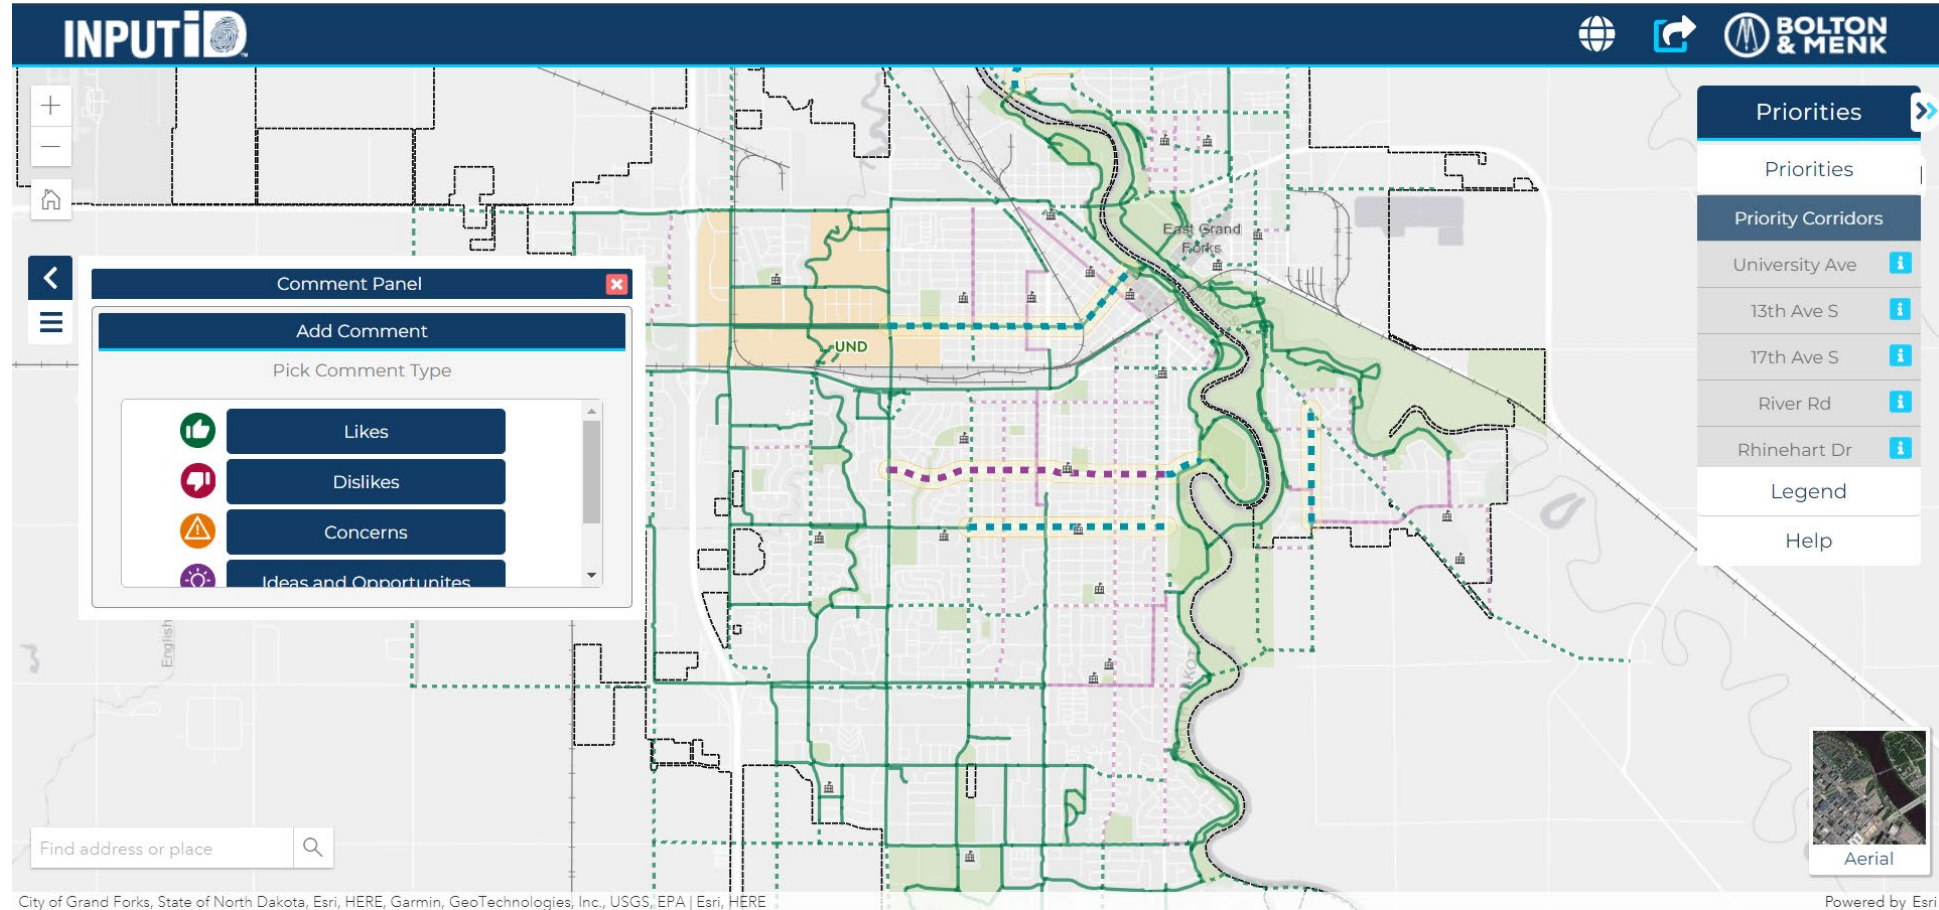 INPUTiD
BOLTON
& MENK
Priorities
Priorities
Priority Corridors
University Ave
13th Ave S
17th Ave S
River Rd
Rhinehart Dr
Legend
Help
Comment Panel
Add Comment
Pick Comment Type
Likes
Dislikes
Concerns
Ideas and Opportunites
East Grand
Forks
UND
English
Find address or place
Aerial
City of Grand Forks, State of North Dakota, Esri, HERE, Garmin, GeoTechnologies, Inc., USGS, EPA | Esri, HERE
Powered by Esri